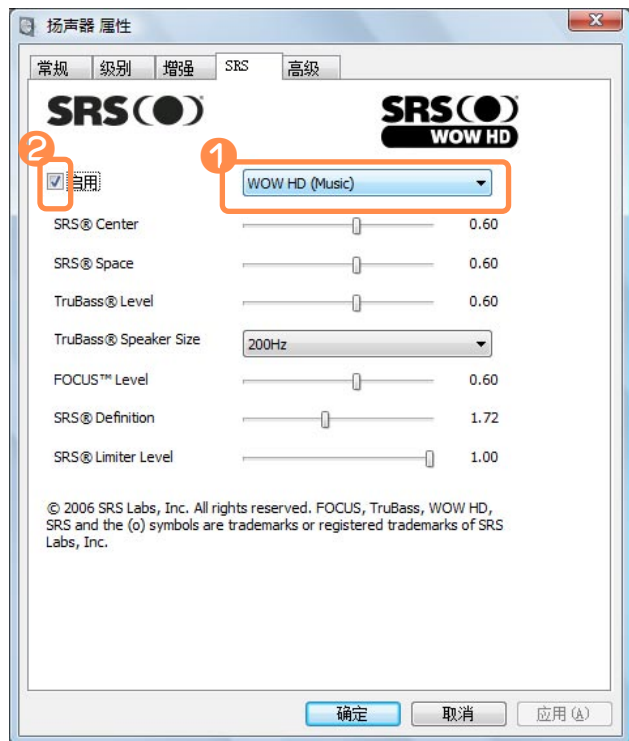 扬声器 属性
常规 级别 增强 SRS 高级
SRS(●) SRS(●)
WOW HD
2 1
启用 WOW HD (Music)
SRS® Center 0.60
SRS® Space 0.60
TruBass® Level 0.60
TruBass® Speaker Size 200Hz
FOCUS™ Level 0.60
SRS® Definition 1.72
SRS® Limiter Level 1.00
© 2006 SRS Labs, Inc. All rights reserved. FOCUS, TruBass, WOW HD,
SRS and the (o) symbols are trademarks or registered trademarks of SRS
Labs, Inc.
确定 取消 应用(A)